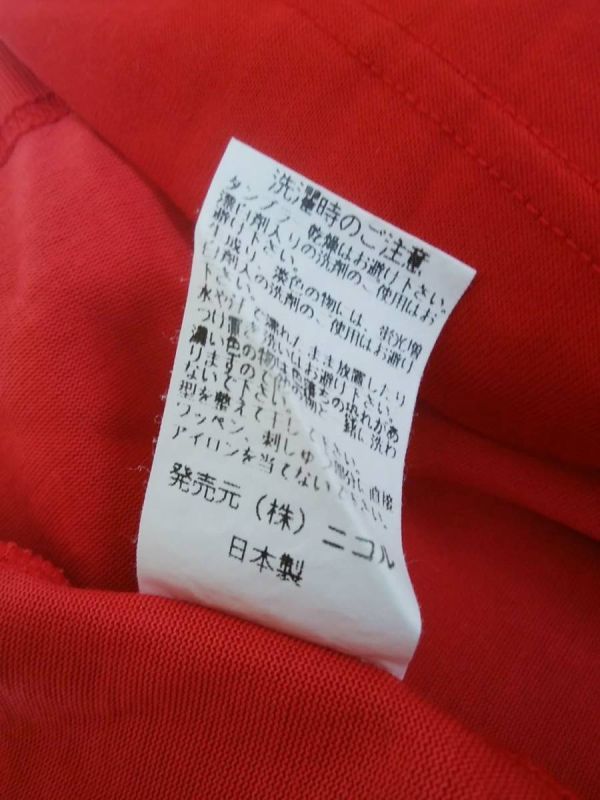 洗濯時のご注意
タンブラー乾燥はお避け下さい。
漂白剤入りの洗剤のご使用はお
避け下さい。
生成り、淡色の物には、蛍光増
白剤入の洗剤のご使用はお避け
下さい。
水や汗で濡れたまま放置したり
つけ置き洗いはお避け下さい。
濃い色の物は色落ちの恐れがあ
りますので他の物と一緒に洗わ
ないで下さい。
型を整えて干して下さい。
ワッペン、刺しゅう部分に直接
アイロンを当てないで下さい。
発売元(株)ニコル
日本製